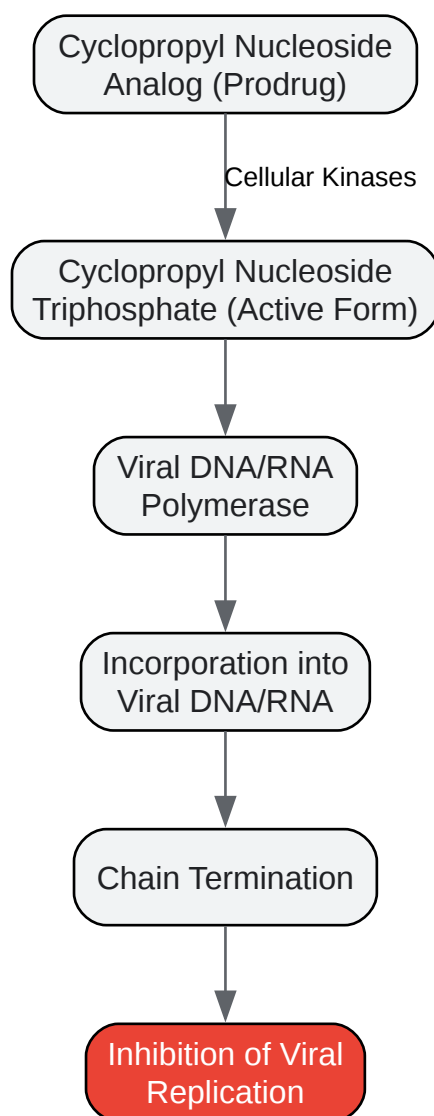 Cyclopropyl Nucleoside
Analog (Prodrug)
Cellular Kinases
Cyclopropyl Nucleoside
Triphosphate (Active Form)
Viral DNA/RNA
Polymerase
Incorporation into
Viral DNA/RNA
Chain Termination
Inhibition of Viral
Replication